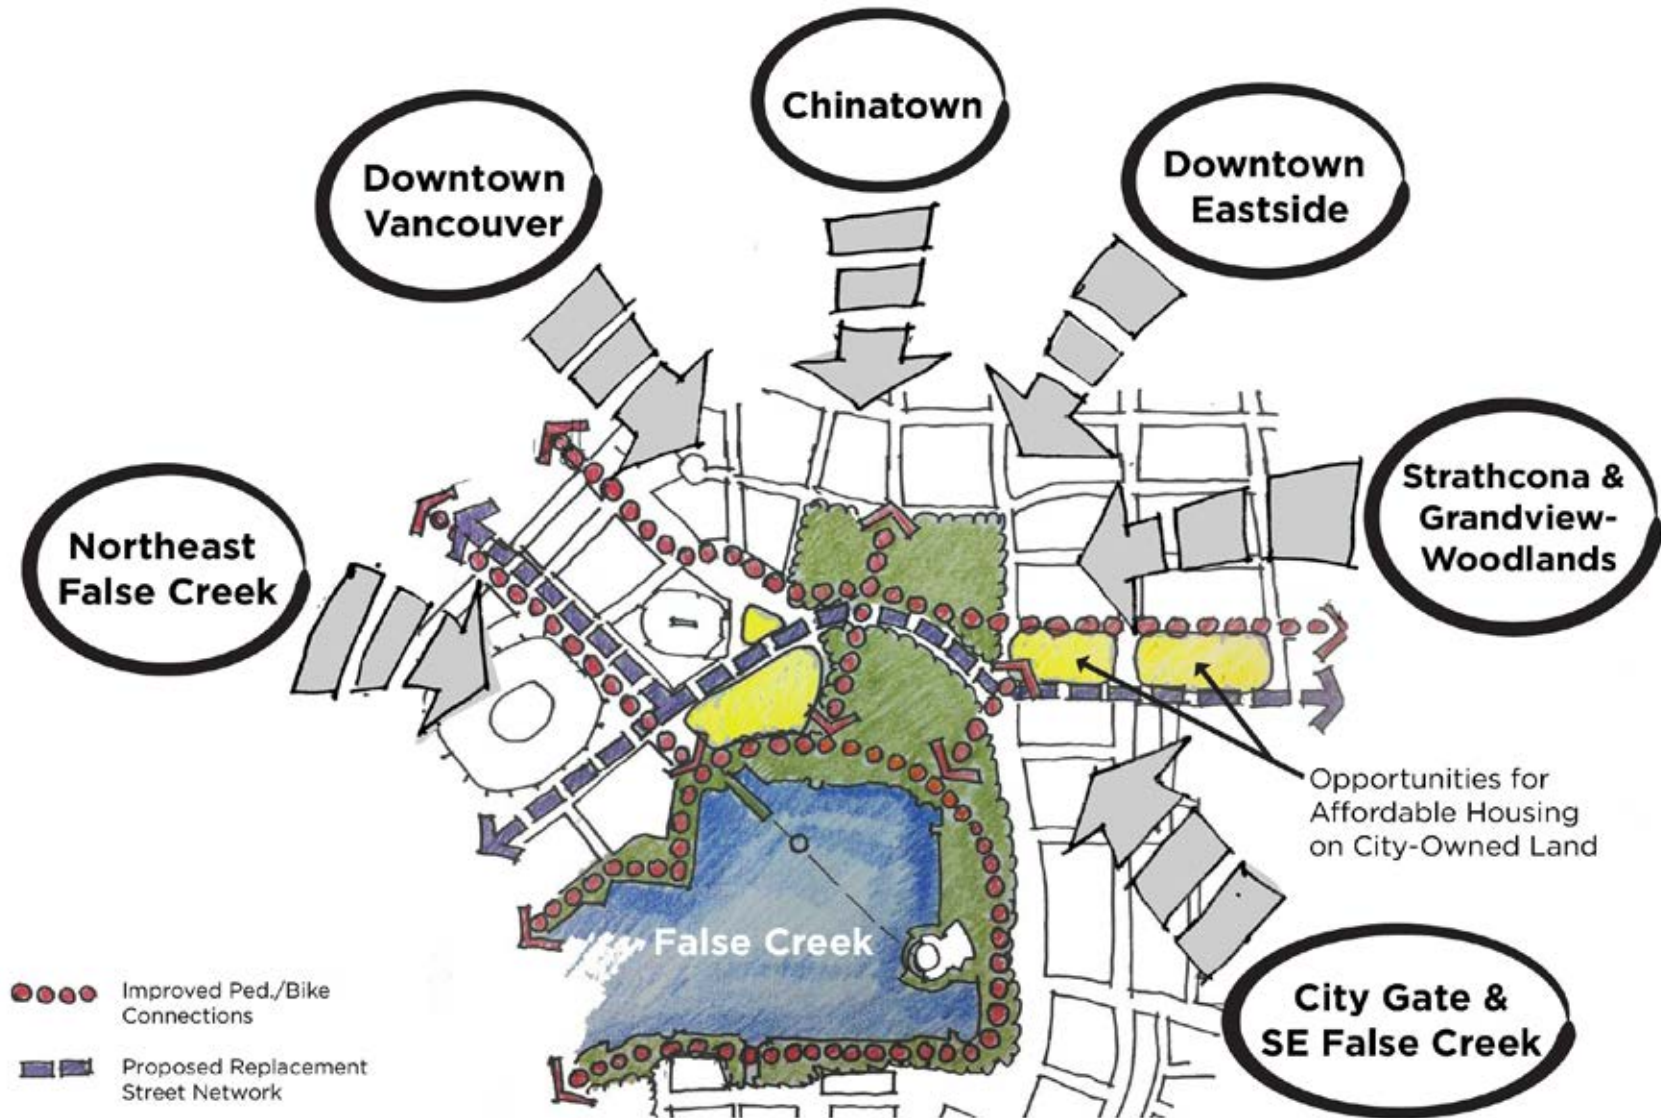 Chinatown
Downtown
Vancouver
Downtown
Eastside
Strathcona &
Grandview-
Woodlands
Northeast
False Creek
Opportunities for
Affordable Housing
on City-Owned Land
False Creek
City Gate &
SE False Creek
Improved Ped./Bike
Connections
Proposed Replacement
Street Network